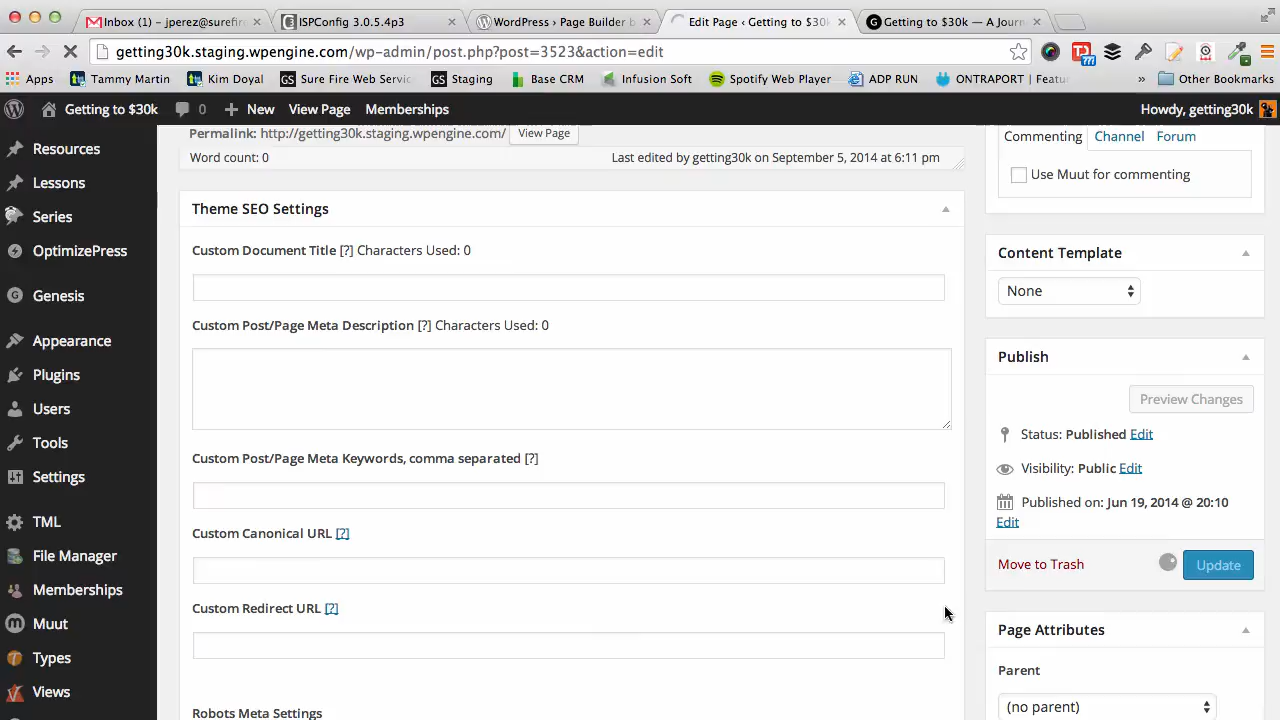 Inbox (1) – jperez@surefire
ISPConfig 3.0.5.4p3
WordPress › Page Builder b
Edit Page ‹ Getting to $30k
Getting to $30k — A Journ
getting30k.staging.wpengine.com/wp-admin/post.php?post=3523&action=edit
Apps
Tammy Martin
Kim Doyal
GS Sure Fire Web Servic
GS Staging
Base CRM
Infusion Soft
Spotify Web Player
ADP RUN
ONTRAPORT | Featu
»
Other Bookmarks
Getting to $30k
0
+ New
View Page
Memberships
Howdy, getting30k
Resources
Lessons
Series
OptimizePress
Genesis
Appearance
Plugins
Users
Tools
Settings
TML
File Manager
Memberships
Muut
Types
Views
Permalink: http://getting30k.staging.wpengine.com/ View Page
Word count: 0
Last edited by getting30k on September 5, 2014 at 6:11 pm
Theme SEO Settings
Custom Document Title [?] Characters Used: 0
Custom Post/Page Meta Description [?] Characters Used: 0
Custom Post/Page Meta Keywords, comma separated [?]
Custom Canonical URL [?]
Custom Redirect URL [?]
Robots Meta Settings
Commenting Channel Forum
Use Muut for commenting
Content Template
None
Publish
Preview Changes
Status: Published Edit
Visibility: Public Edit
Published on: Jun 19, 2014 @ 20:10
Edit
Move to Trash
Update
Page Attributes
Parent
(no parent)